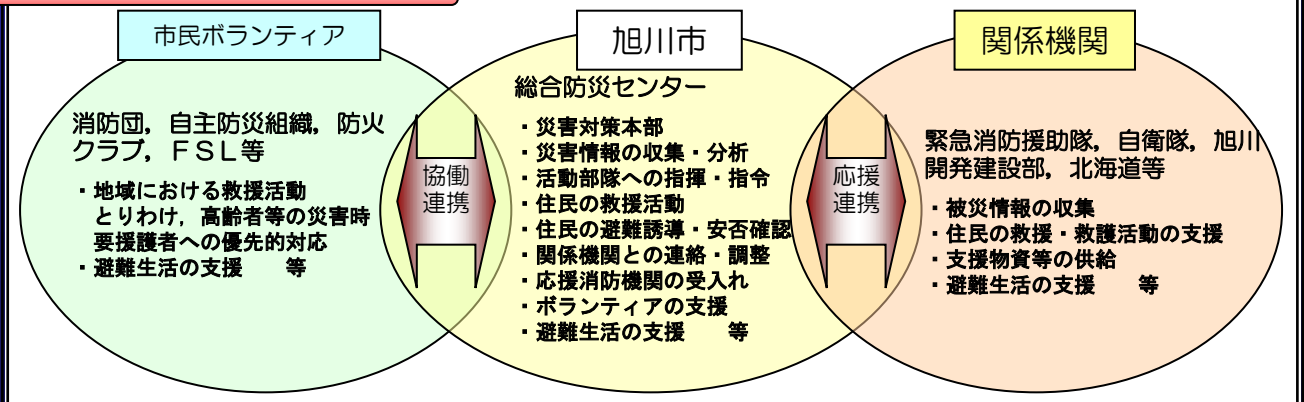 市民ボランティア
消防団，自主防災組織，防火
クラブ，ＦＳＬ等
・地域における救援活動
とりわけ，高齢者等の災害時
要援護者への優先的対応
・避難生活の支援　等
協働
連携
旭川市
総合防災センター
・災害対策本部
・災害情報の収集・分析
・活動部隊への指揮・指令
・住民の救援活動
・住民の避難誘導・安否確認
・関係機関との連絡・調整
・応援消防機関の受入れ
・ボランティアの支援
・避難生活の支援　等
応援
連携
関係機関
緊急消防援助隊，自衛隊，旭川
開発建設部，北海道等
・被災情報の収集
・住民の救援・救護活動の支援
・支援物資等の供給
・避難生活の支援　等